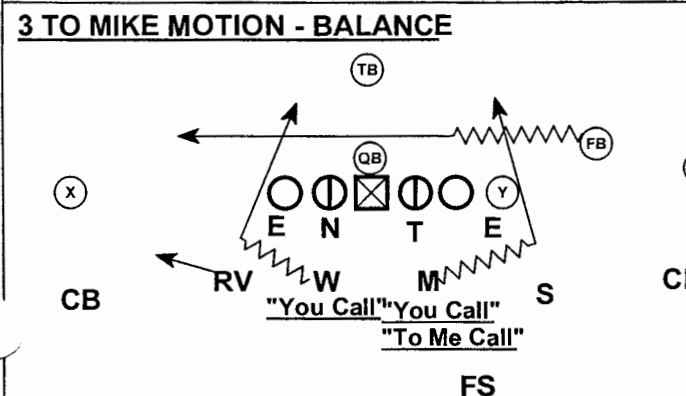 3 TO MIKE MOTION - BALANCE
TB
FB
QB
X
Y
E N T E
RV W M S
CB
"You Call" "You Call"
"To Me Call"
FS